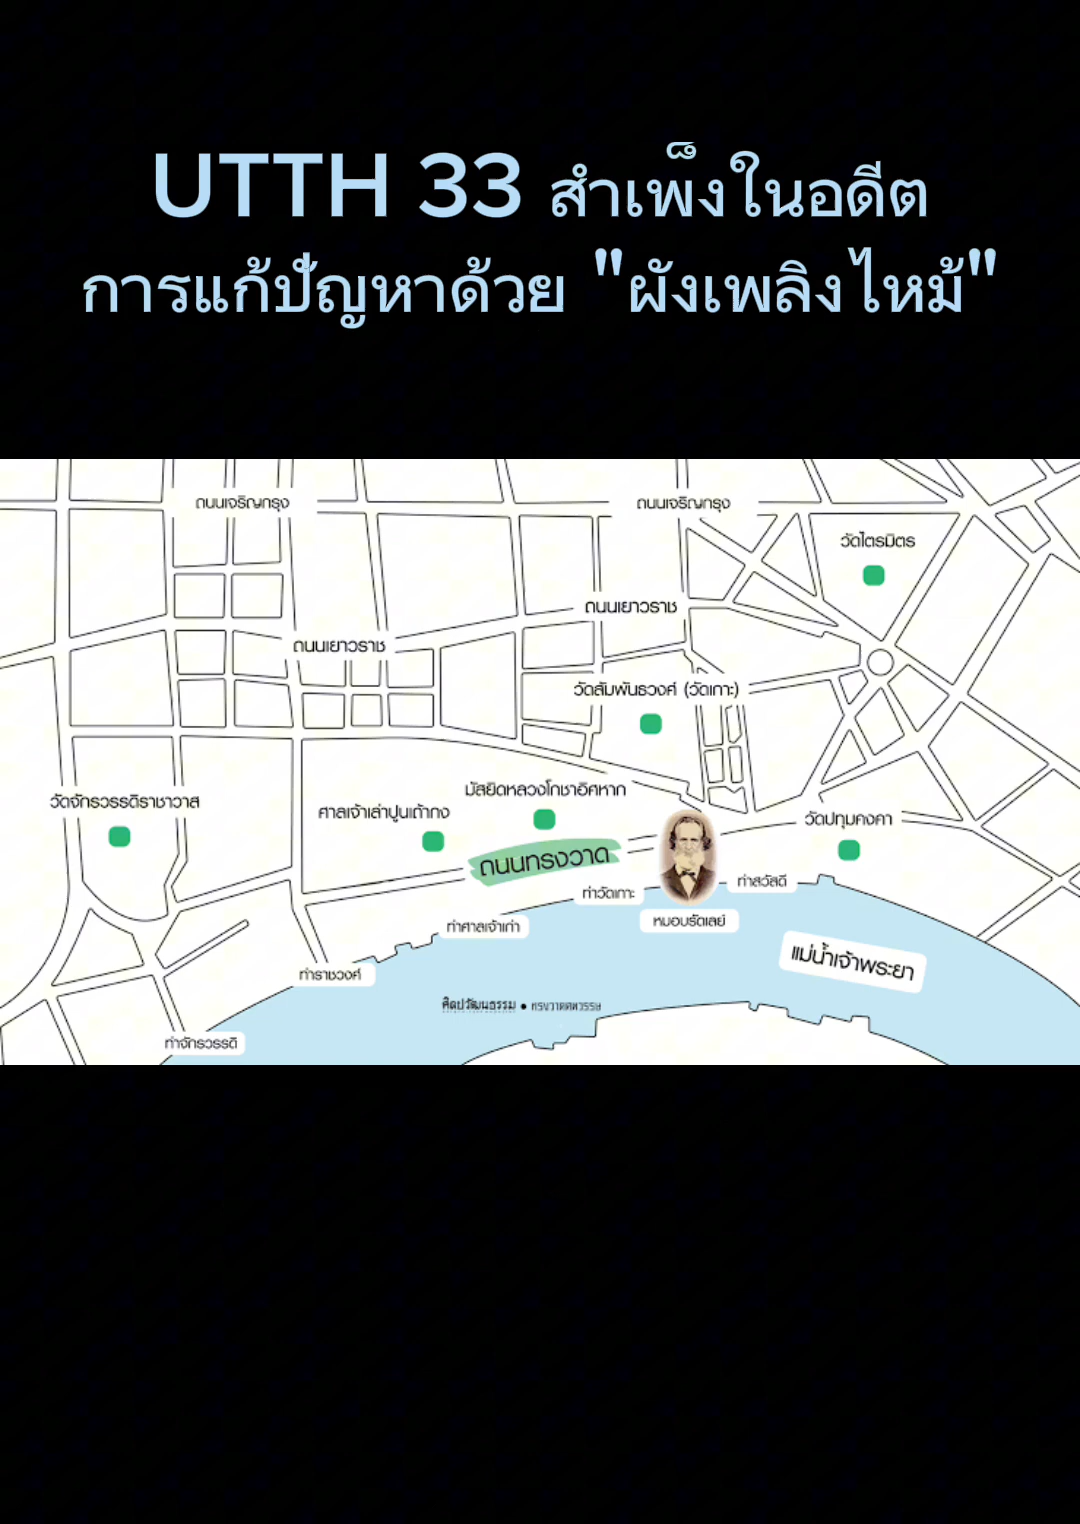 UTTH 33 สำเพ็งในอดีต
การแก้ปัญหาด้วย "ผังเพลิงไหม้"
ถนนเจริญกรุง
ถนนเจริญกรุง
วัดไตรมิตร
ถนนเยาวราช
ถนนเยาวราช
วัดสัมพันธวงศ์ (วัดเกาะ)
มัสยิดหลวงโกชาอิศหาก
วัดจักรวรรดิราชาวาส
ศาลเจ้าเล่าปูนเถ้ากง
วัดปทุมคงคา
ถนนทรงวาด
ท่าสวัสดี
ท่าวัดเกาะ
หมอบรัดเลย์
ท่าศาลเจ้าเก่า
แม่น้ำเจ้าพระยา
ท่าราชวงศ์
ศิลปวัฒนธรรม • ทรงวาดศตวรรษ
ท่าจักรวรรดิ